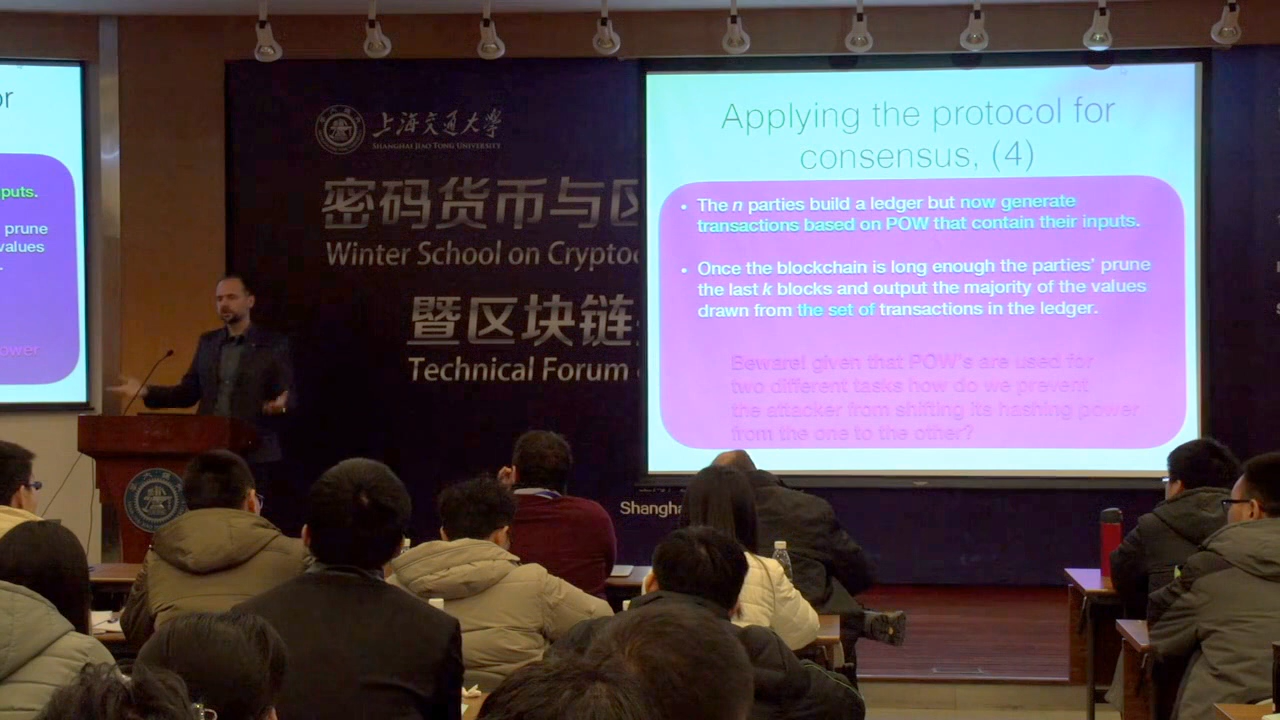 or
puts.
prune
values
ower
上海交通大学
SHANGHAI JIAO TONG UNIVERSITY
密码货币与区
Winter School on Cryptoc
暨区块链
Technical Forum
Shangha
Applying the protocol for
consensus, (4)
• The n parties build a ledger but now generate
transactions based on POW that contain their inputs.
• Once the blockchain is long enough the parties' prune
the last k blocks and output the majority of the values
drawn from the set of transactions in the ledger.
Beware! given that POW's are used for
two different tasks how do we prevent
the attacker from shifting its hashing power
from the one to the other?